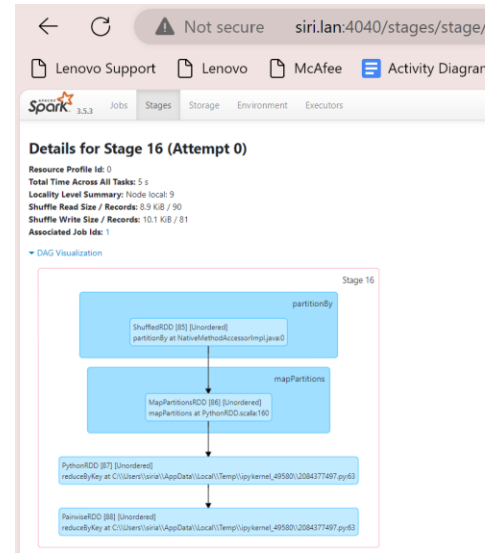 Not secure siri.lan:4040/stages/stage/
Lenovo Support Lenovo McAfee Activity Diagran
APACHE Spark 3.5.3 Jobs Stages Storage Environment Executors
Details for Stage 16 (Attempt 0)
Resource Profile Id: 0
Total Time Across All Tasks: 5 s
Locality Level Summary: Node local: 9
Shuffle Read Size / Records: 8.9 KiB / 90
Shuffle Write Size / Records: 10.1 KiB / 81
Associated Job Ids: 1
DAG Visualization
Stage 16
partitionBy
ShuffledRDD [85] [Unordered]
partitionBy at NativeMethodAccessorImpl.java:0
mapPartitions
MapPartitionsRDD [86] [Unordered]
mapPartitions at PythonRDD.scala:160
PythonRDD [87] [Unordered]
reduceByKey at C:\\Users\\siria\\AppData\\Local\\Temp\\ipykernel_49580\\2084377497.py:63
PairwiseRDD [88] [Unordered]
reduceByKey at C:\\Users\\siria\\AppData\\Local\\Temp\\ipykernel_49580\\2084377497.py:63